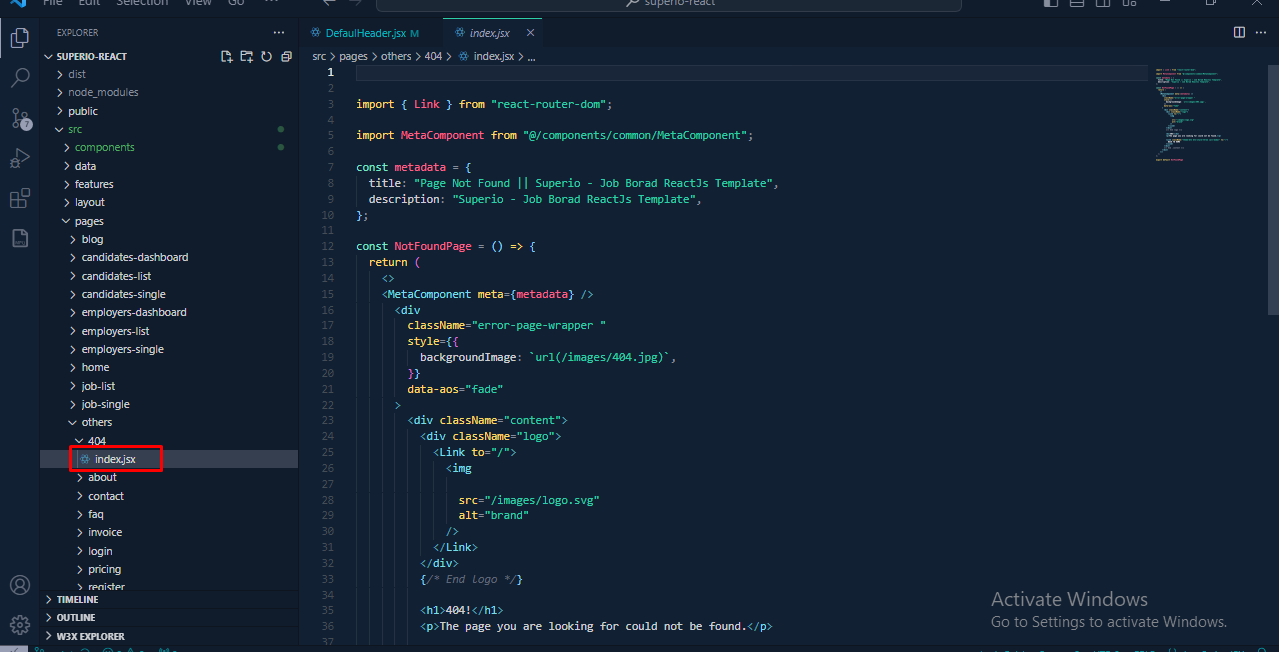 File Edit Selection View Go ... superio-react
EXPLORER
SUPERIO-REACT
dist
node_modules
public
src
components
data
features
layout
pages
blog
candidates-dashboard
candidates-list
candidates-single
employers-dashboard
employers-list
employers-single
home
job-list
job-single
others
404
index.jsx
about
contact
faq
invoice
login
pricing
register
TIMELINE
OUTLINE
W3X EXPLORER
7
DefaulHeader.jsx M index.jsx
src > pages > others > 404 > index.jsx > ...
1
2
3 import { Link } from "react-router-dom";
4
5 import MetaComponent from "@/components/common/MetaComponent";
6
7 const metadata = {
8 title: "Page Not Found || Superio - Job Borad ReactJs Template",
9 description: "Superio - Job Borad ReactJs Template",
10 };
11
12 const NotFoundPage = () => {
13 return (
14 <>
15 <MetaComponent meta={metadata} />
16 <div
17 className="error-page-wrapper "
18 style={{
19 backgroundImage: `url(/images/404.jpg)`,
20 }}
21 data-aos="fade"
22 >
23 <div className="content">
24 <div className="logo">
25 <Link to="/">
26 <img
27
28 src="/images/logo.svg"
29 alt="brand"
30 />
31 </Link>
32 </div>
33 {/* End logo */}
34
35 <h1>404!</h1>
36 <p>The page you are looking for could not be found.</p>
37
Activate Windows
Go to Settings to activate Windows.